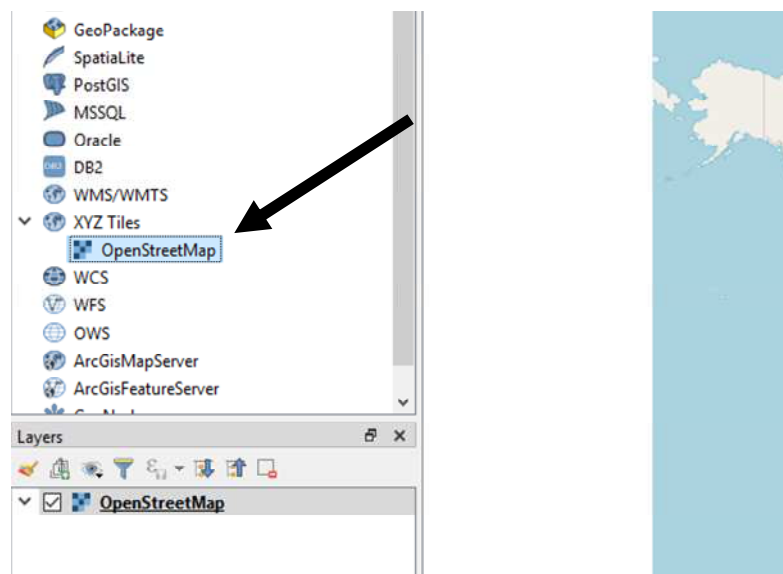 GeoPackage
SpatiaLite
PostGIS
MSSQL
Oracle
DB2
DB2
WMS/WMTS
XYZ Tiles
OpenStreetMap
WCS
WFS
OWS
ArcGisMapServer
ArcGisFeatureServer
Layers
OpenStreetMap